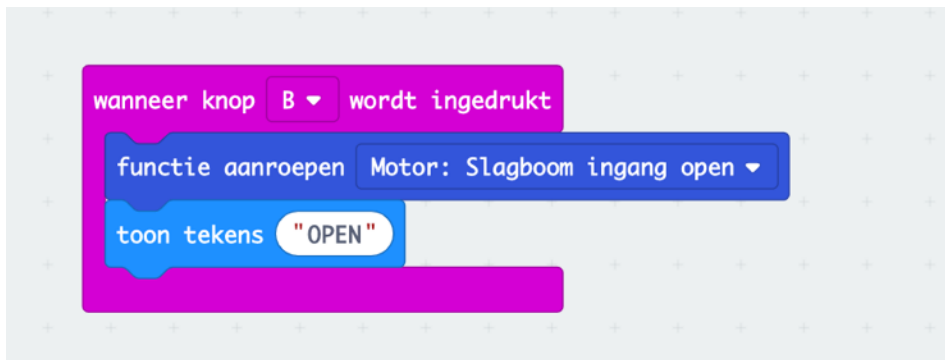 wanneer knop B wordt ingedrukt
functie aanroepen Motor: Slagboom ingang open
toon tekens "OPEN"